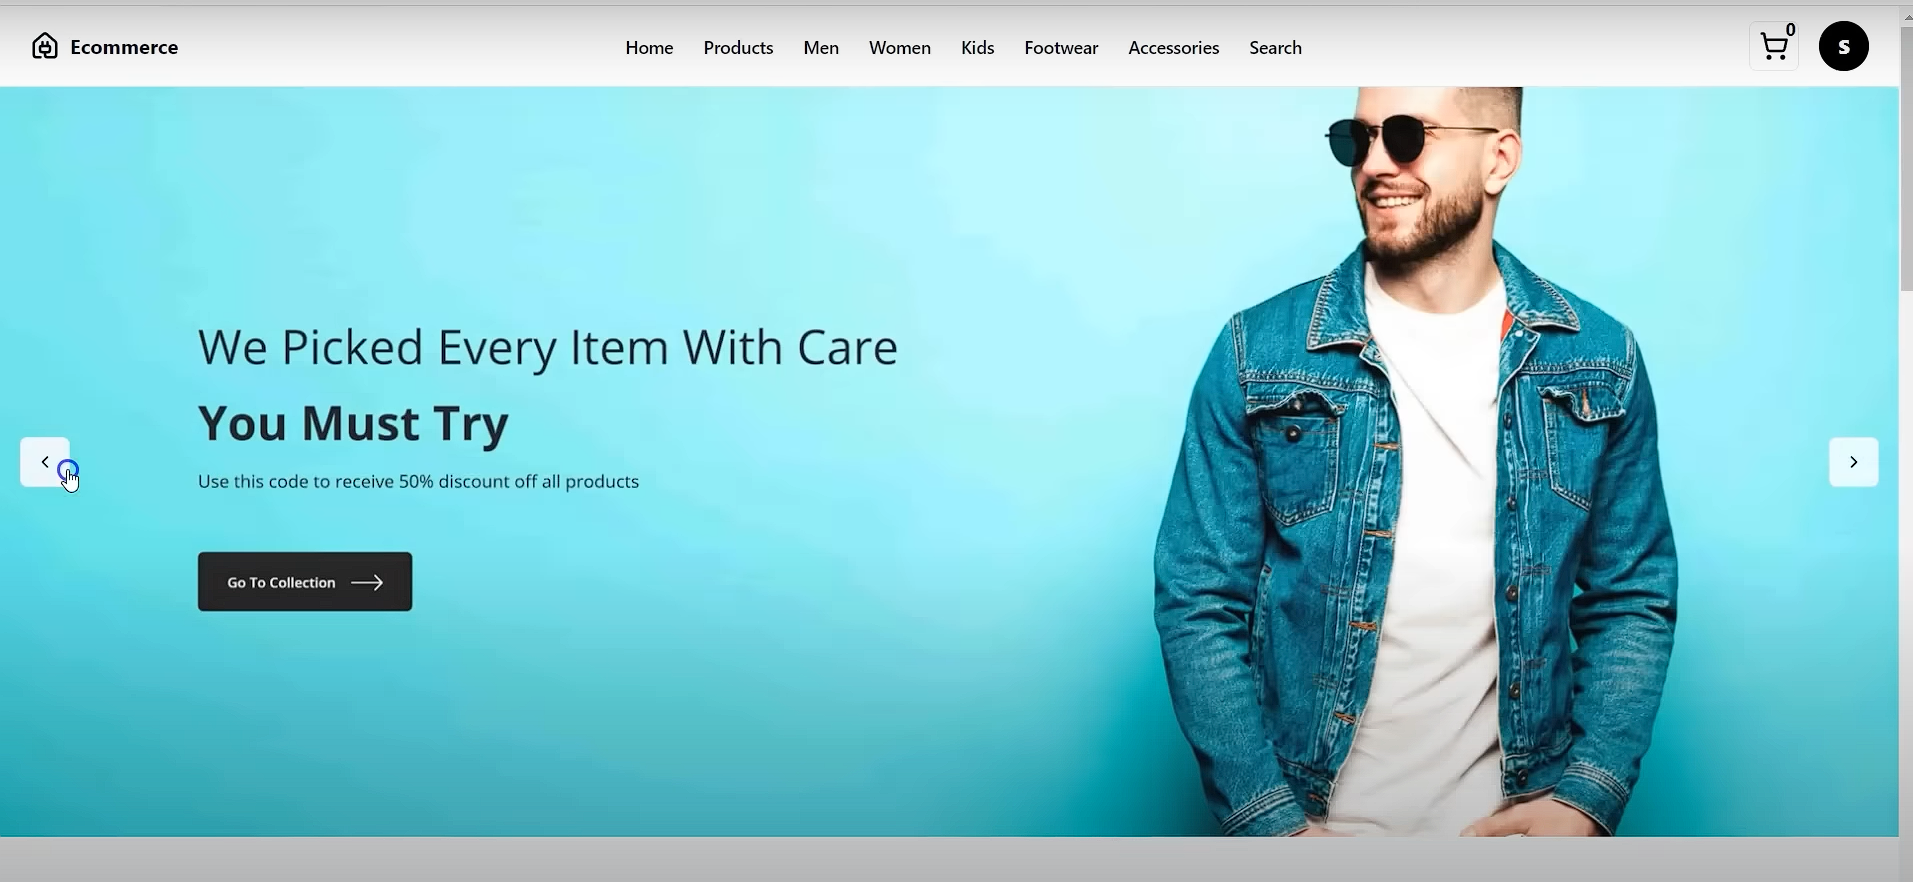 Ecommerce
Home Products Men Women Kids Footwear Accessories Search
0
S
We Picked Every Item With Care
You Must Try
Use this code to receive 50% discount off all products
Go To Collection